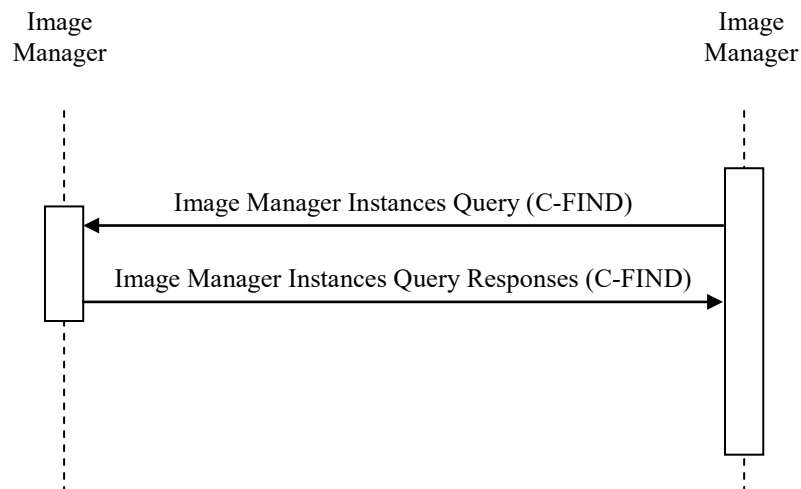 Image
Manager
Image
Manager
Image Manager Instances Query (C-FIND)
Image Manager Instances Query Responses (C-FIND)